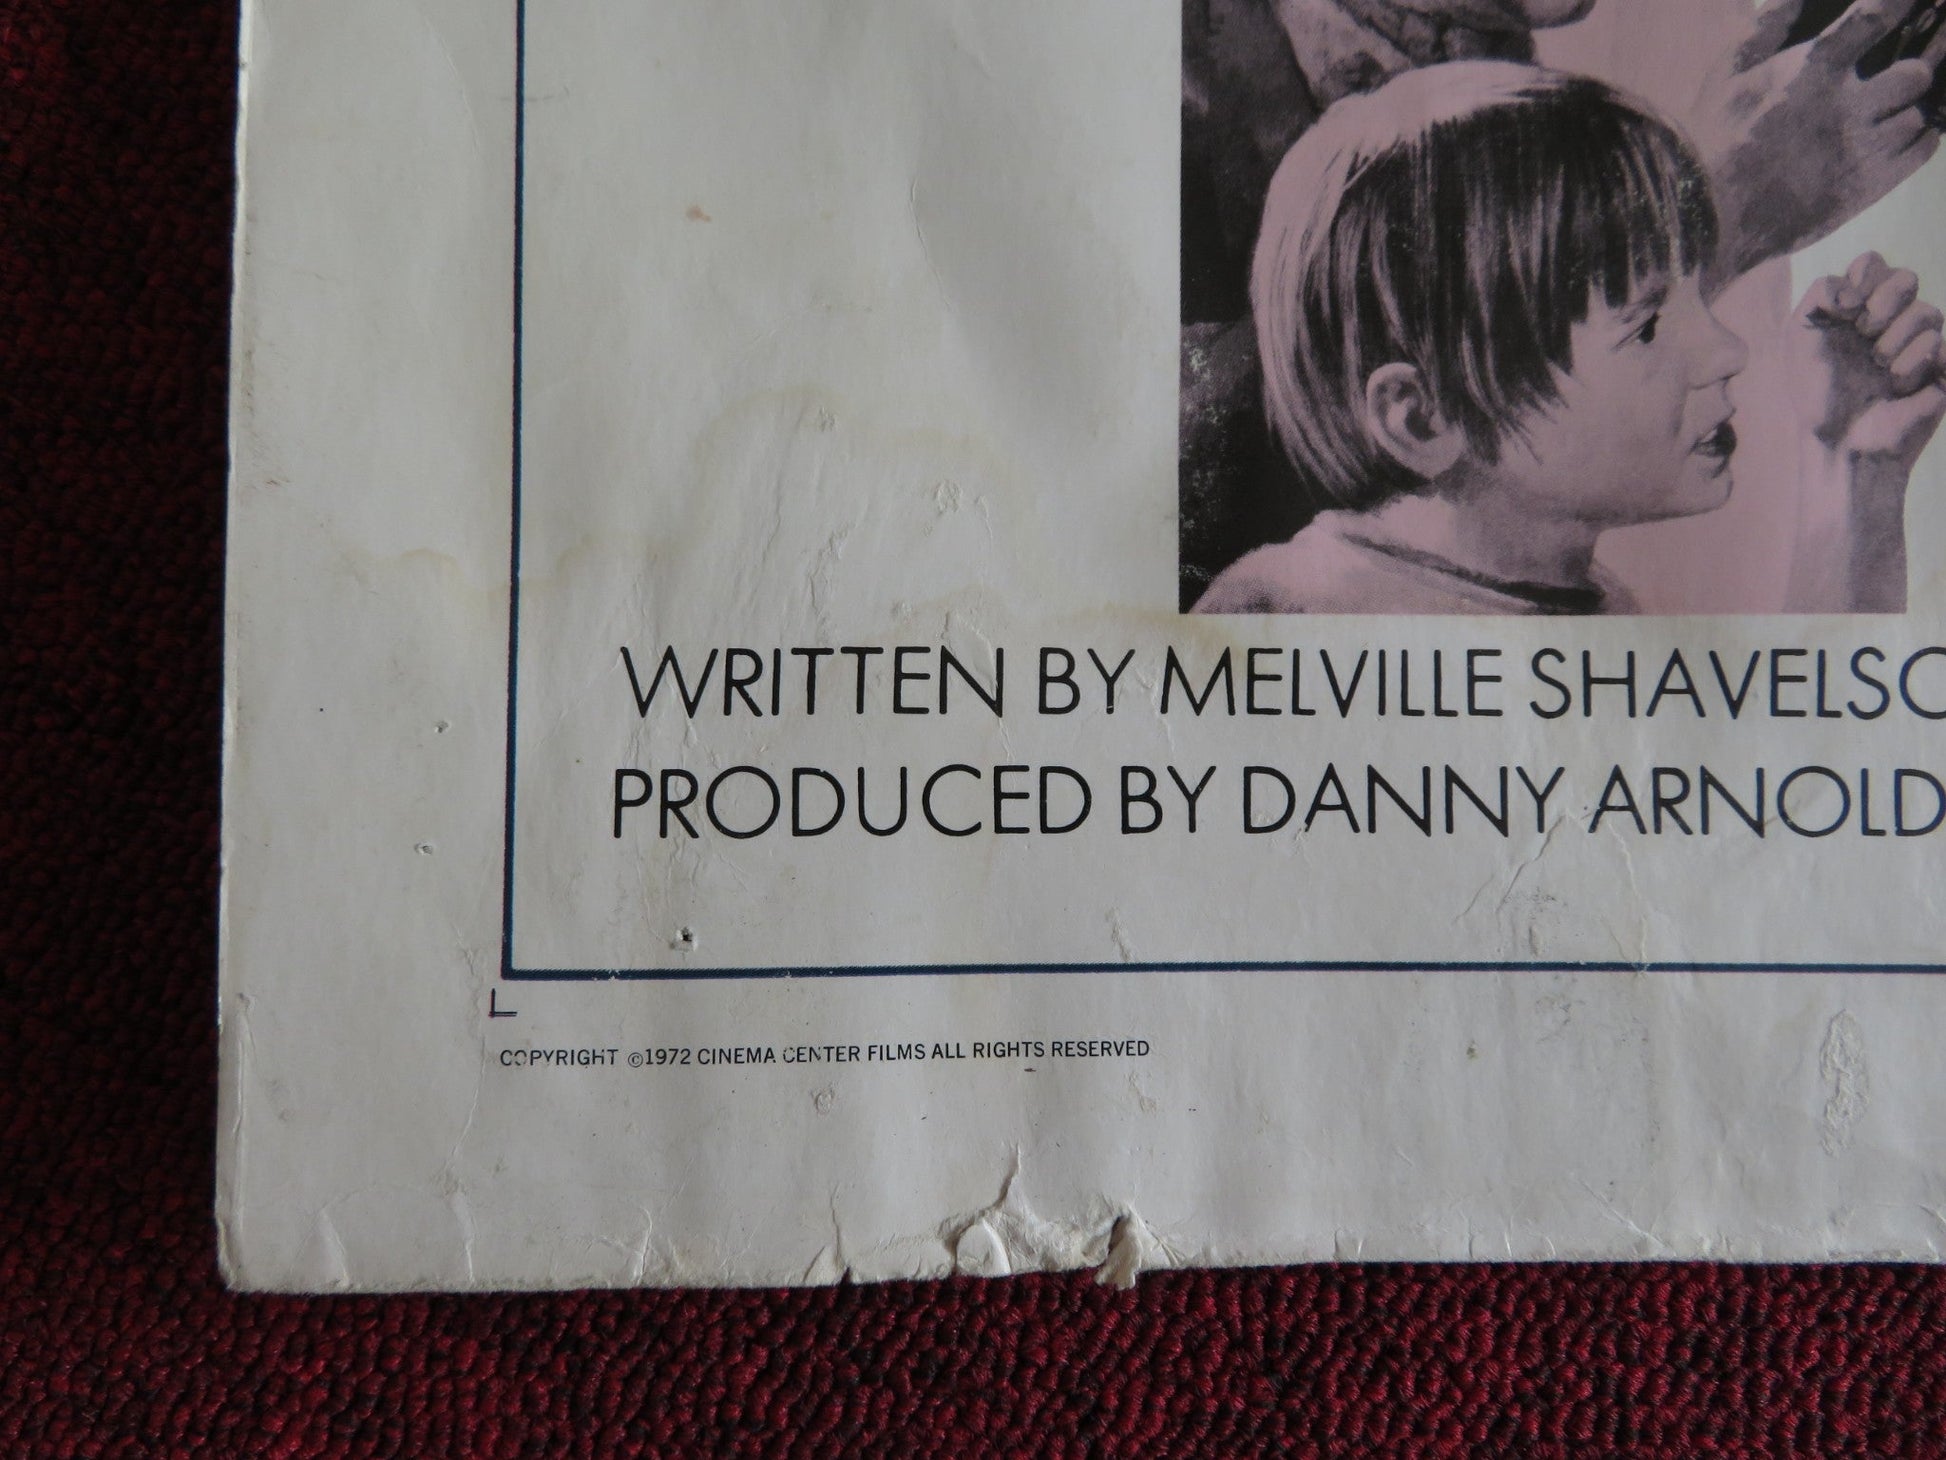 WRITTEN BY MELVILLE SHAVELSO
PRODUCED BY DANNY ARNOLD
COPYRIGHT ©1972 CINEMA CENTER FILMS ALL RIGHTS RESERVED